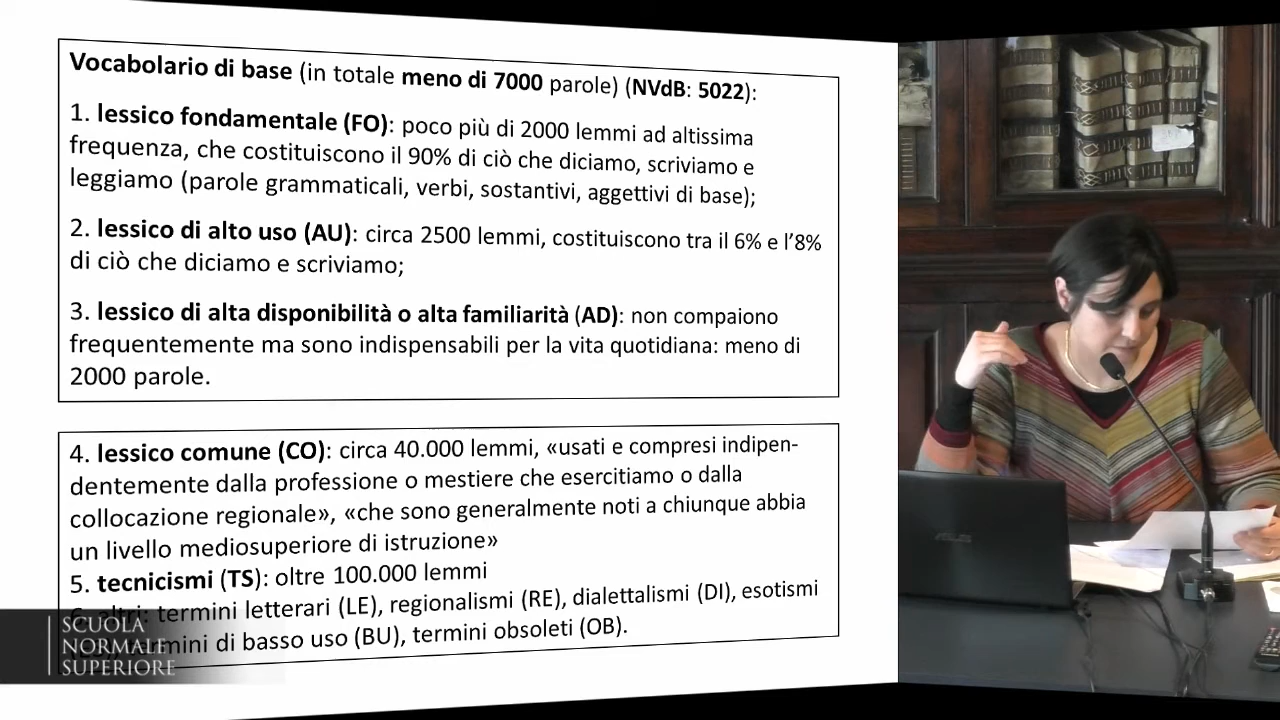 Vocabolario di base (in totale meno di 7000 parole) (NVdB: 5022):
1. lessico fondamentale (FO): poco più di 2000 lemmi ad altissima
frequenza, che costituiscono il 90% di ciò che diciamo, scriviamo e
leggiamo (parole grammaticali, verbi, sostantivi, aggettivi di base);
2. lessico di alto uso (AU): circa 2500 lemmi, costituiscono tra il 6% e l’8%
di ciò che diciamo e scriviamo;
3. lessico di alta disponibilità o alta familiarità (AD): non compaiono
frequentemente ma sono indispensabili per la vita quotidiana: meno di
2000 parole.
4. lessico comune (CO): circa 40.000 lemmi, «usati e compresi indipen-
dentemente dalla professione o mestiere che esercitiamo o dalla
collocazione regionale», «che sono generalmente noti a chiunque abbia
un livello mediosuperiore di istruzione»
5. tecnicismi (TS): oltre 100.000 lemmi
6. altri: termini letterari (LE), regionalismi (RE), dialettalismi (DI), esotismi
termini di basso uso (BU), termini obsoleti (OB).
SCUOLA
NORMALE
SUPERIORE
ASUS